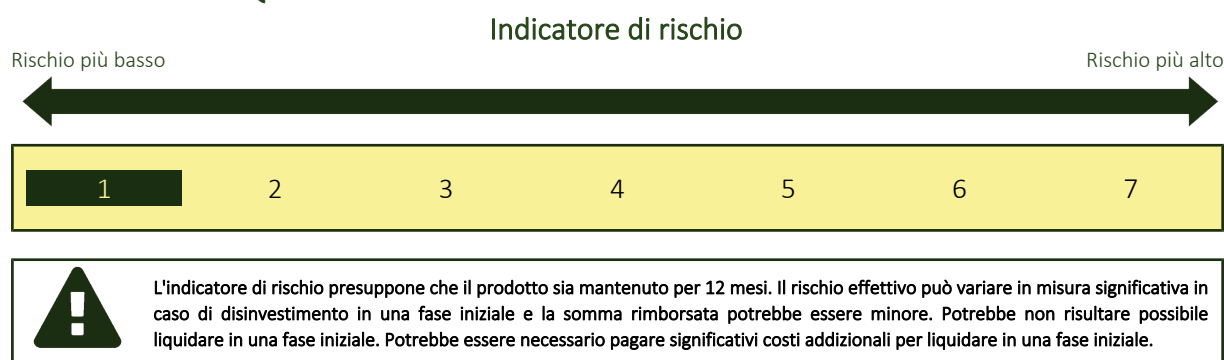 Indicatore di rischio
Rischio più basso
Rischio più alto
1 2 3 4 5 6 7
L'indicatore di rischio presuppone che il prodotto sia mantenuto per 12 mesi. Il rischio effettivo può variare in misura significativa in
caso di disinvestimento in una fase iniziale e la somma rimborsata potrebbe essere minore. Potrebbe non risultare possibile
liquidare in una fase iniziale. Potrebbe essere necessario pagare significativi costi addizionali per liquidare in una fase iniziale.